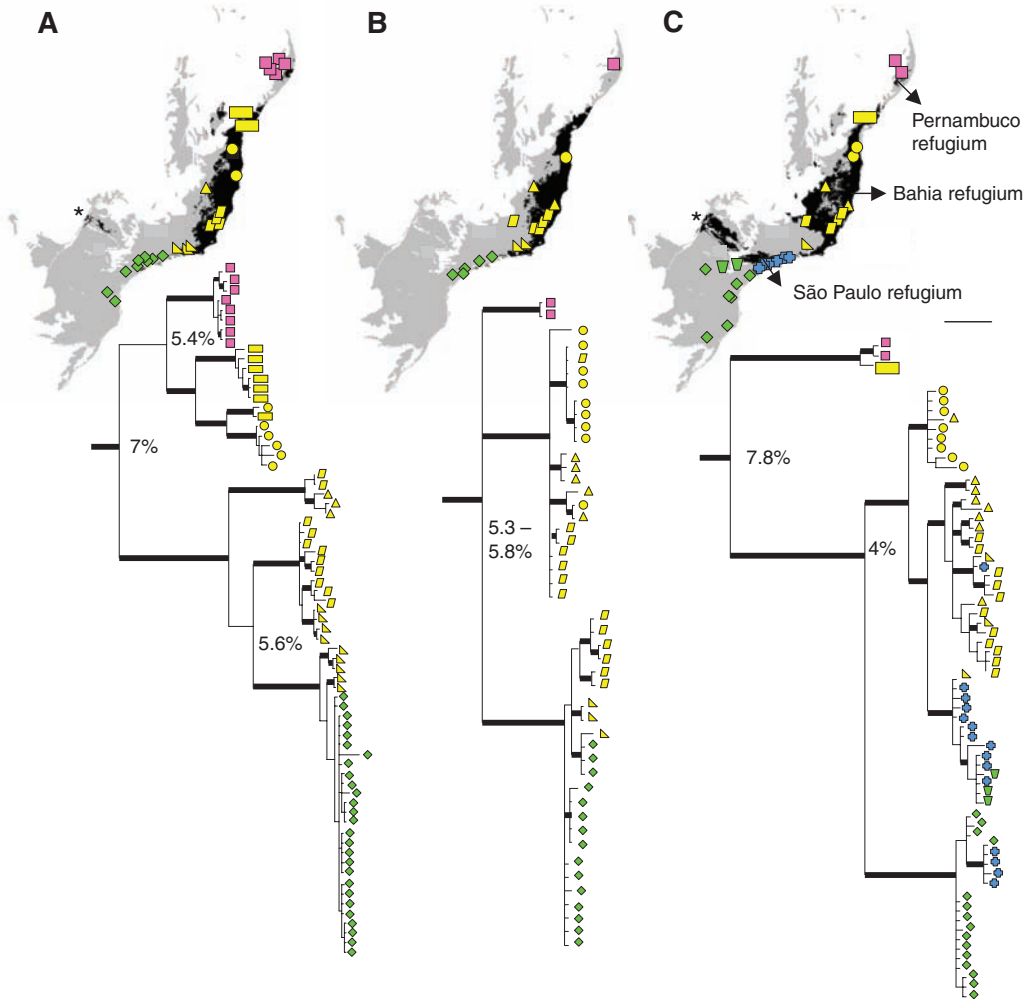 A
B
C
Pernambuco
refugium
Bahia refugium
*
*
São Paulo refugium
5.4%
7%
5.6%
5.3 –
5.8%
7.8%
4%